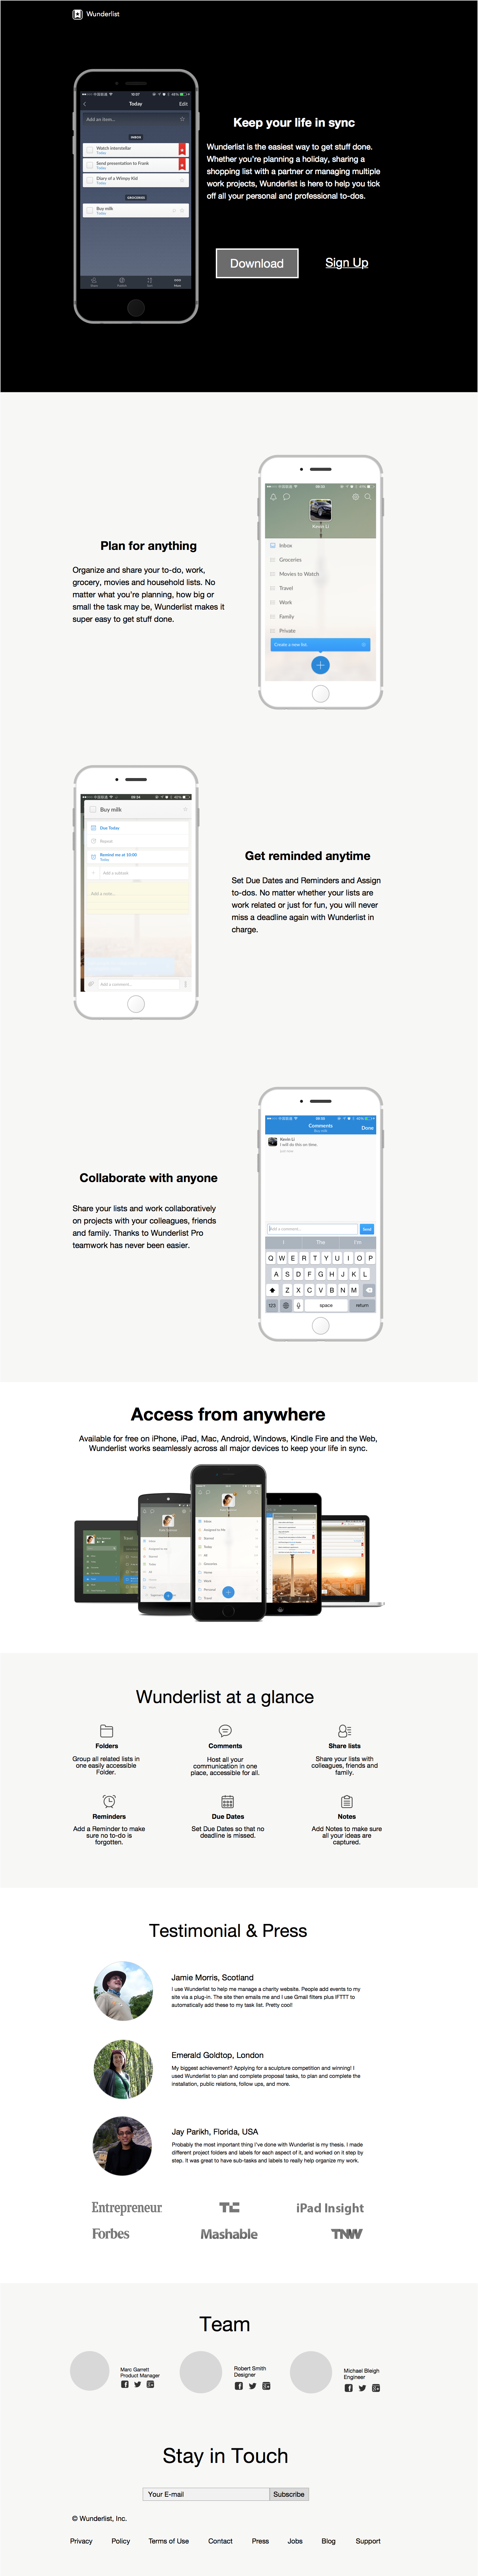 Wunderlist
Today
Edit
Add an item...
INBOX
Watch interstellar
Today
Send presentation to Frank
Today
Diary of a Wimpy Kid
Today
GROCERIES
Buy milk
Today
Keep your life in sync
Wunderlist is the easiest way to get stuff done.
Whether you're planning a holiday, sharing a
shopping list with a partner or managing multiple
work projects, Wunderlist is here to help you tick
off all your personal and professional to-dos.
Download
Sign Up
Plan for anything
Organize and share your to-do, work,
grocery, movies and household lists. No
matter what you're planning, how big or
small the task may be, Wunderlist makes it
super easy to get stuff done.
Kevin Li
Inbox
Groceries
Movies to Watch
Travel
Work
Family
Private
Create a new list
Buy milk
Due Today
Repeat
Remind me at 10:00
Today
Add a subtask
Add a note...
Add a comment...
Get reminded anytime
Set Due Dates and Reminders and Assign
to-dos. No matter whether your lists are
work related or just for fun, you will never
miss a deadline again with Wunderlist in
charge.
Collaborate with anyone
Share your lists and work collaboratively
on projects with your colleagues, friends
and family. Thanks to Wunderlist Pro
teamwork has never been easier.
Comments
Buy milk
Done
Kevin Li
I will do this on time.
Add a comment...
Send
I The I'm
Q W E R T Y U I O P
A S D F G H J K L
Z X C V B N M
123 space return
Access from anywhere
Available for free on iPhone, iPad, Mac, Android, Windows, Kindle Fire and the Web,
Wunderlist works seamlessly across all major devices to keep your life in sync.
Wunderlist at a glance
Folders
Group all related lists in
one easily accessible
Folder.
Comments
Host all your
communication in one
place, accessible for all.
Share lists
Share your lists with
colleagues, friends and
family.
Reminders
Add a Reminder to make
sure no to-do is
forgotten.
Due Dates
Set Due Dates so that no
deadline is missed.
Notes
Add Notes to make sure
all your ideas are
captured.
Testimonial & Press
Jamie Morris, Scotland
I use Wunderlist to help me manage a charity website. People add events to my
site via a plug-in. The site then emails me and I use Gmail filters plus IFTTT to
automatically add these to my task list. Pretty cool!
Emerald Goldtop, London
My biggest achievement? Applying for a sculpture competition and winning! I
used Wunderlist to plan and complete proposal tasks, to plan and complete the
installation, public relations, follow ups, and more.
Jay Parikh, Florida, USA
Probably the most important thing I've done with Wunderlist is my thesis. I made
different project folders and labels for each aspect of it, and worked on it step by
step. It was great to have sub-tasks and labels to really help organize my work.
Entrepreneur
TC
iPad Insight
Forbes
Mashable
TNW
Team
Marc Garrett
Product Manager
Robert Smith
Designer
Michael Bleigh
Engineer
Stay in Touch
Your E-mail
Subscribe
© Wunderlist, Inc.
Privacy
Policy
Terms of Use
Contact
Press
Jobs
Blog
Support